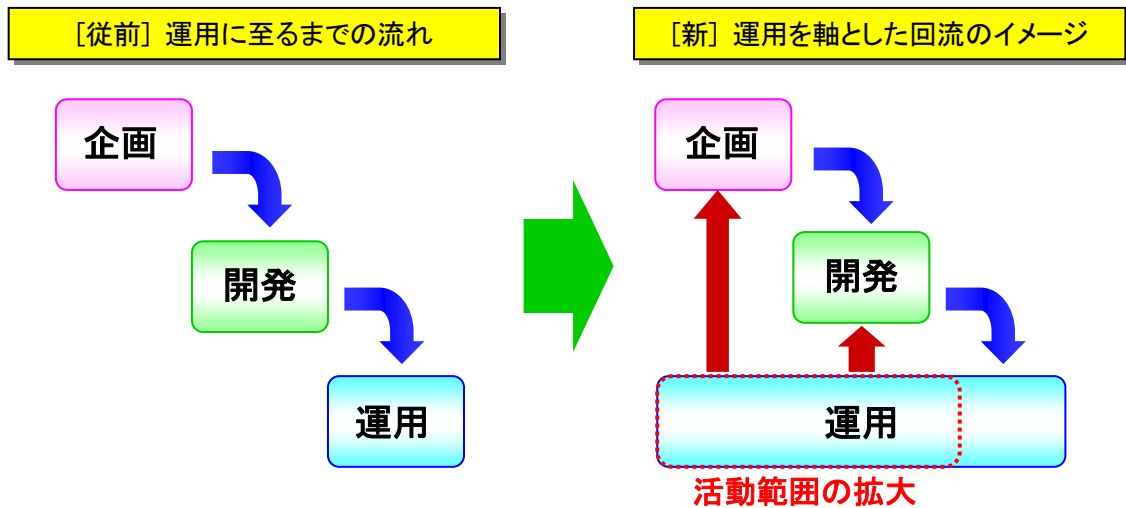 [従前] 運用に至るまでの流れ
[新] 運用を軸とした回流のイメージ
企画
開発
運用
企画
開発
運用
活動範囲の拡大